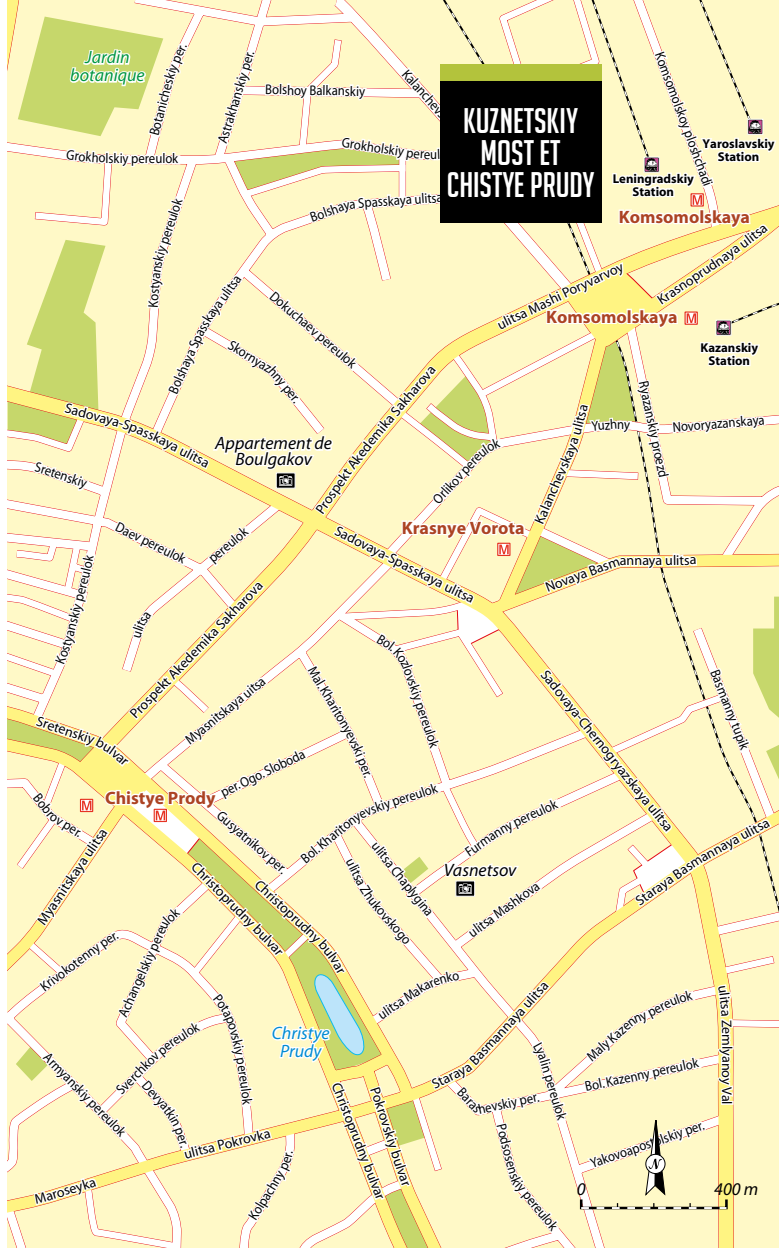 Jardin
botanique
Botanicheskiy per.
Astrakhanskiy per.
Bolshoy Balkanskiy
Kalanchevs
KUZNETSKIY
MOST ET
CHISTYE PRUDY
Komsomolskoy ploshchadi
Yaroslavskiy
Station
Leningradskiy
Station
M
Komsomolskaya
Grokholskiy pereulok
Grokholskiy pereul
Bolshaya Spasskaya ulitsa
Kostyanskiy pereulok
Krasnoprudnaya ulitsa
ulitsa Mashi Poryvarvoy
Komsomolskaya M
Kazanskiy
Station
Bolshaya Spasskaya ulitsa
Dokuchaev pereulok
Skornyazhny per.
Prospekt Akedemika Sakharova
Ryazanskiy proezd
Sadovaya-Spasskaya ulitsa
Appartement de
Boulgakov
Yuzhny
Novoryazanskaya
Orlikov pereulok
Kalanchevskaya ulitsa
Sretenskiy
Daev pereulok
pereulok
ulitsa
Krasnye Vorota
M
Sadovaya-Spasskaya ulitsa
Novaya Basmannaya ulitsa
Kostyanskiy pereulok
Prospekt Akedemika Sakharova
Bol. Kozlovskiy pereulok
Mal. Kharitonyevski per.
Myasnitskaya uitsa
Sadovaya-Chernogryazskaya ulitsa
Basmanny tupik
Sretenskiy bulvar
per. Ogo. Sloboda
Chistye Prody
M
M
Bobrov per.
Gusyatnikov per.
Bol. Kharitonyevskiy pereulok
Furmanny pereulok
Myasnitskaya ulitsa
ulitsa Chaplygina
ulitsa Zhukovskogo
Vasnetsov
Staraya Basmannaya ulitsa
Christoprudny bulvar
Christoprudny bulvar
ulitsa Mashkova
Krivokotenny per.
Achangelskiy per.
Potapovskiy pereulok
ulitsa Makarenko
Christye
Prudy
Staraya Basmannaya ulitsa
ulitsa Zemlyanoy Val
Maly Kazenny pereulok
Lyalin pereulok
Sverchkov pereulok
Armyanskiy pereulok
Devyatkin per.
Bol. Kazenny pereulok
Barashevskiy per.
Podsosenskiy pereulok
Christoprudny bulvar
Pokrovskiy bulvar
ulitsa Pokrovka
Yakovoapostolskiy per.
Kolpachny per.
Maroseyka
N
0 400 m